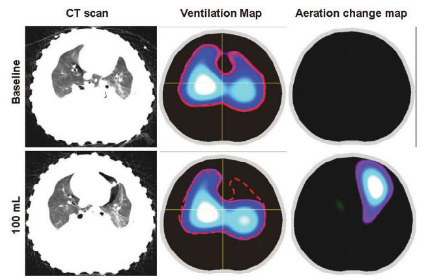 CT scan Ventilation Map Aeration change map
Baseline
100 mL